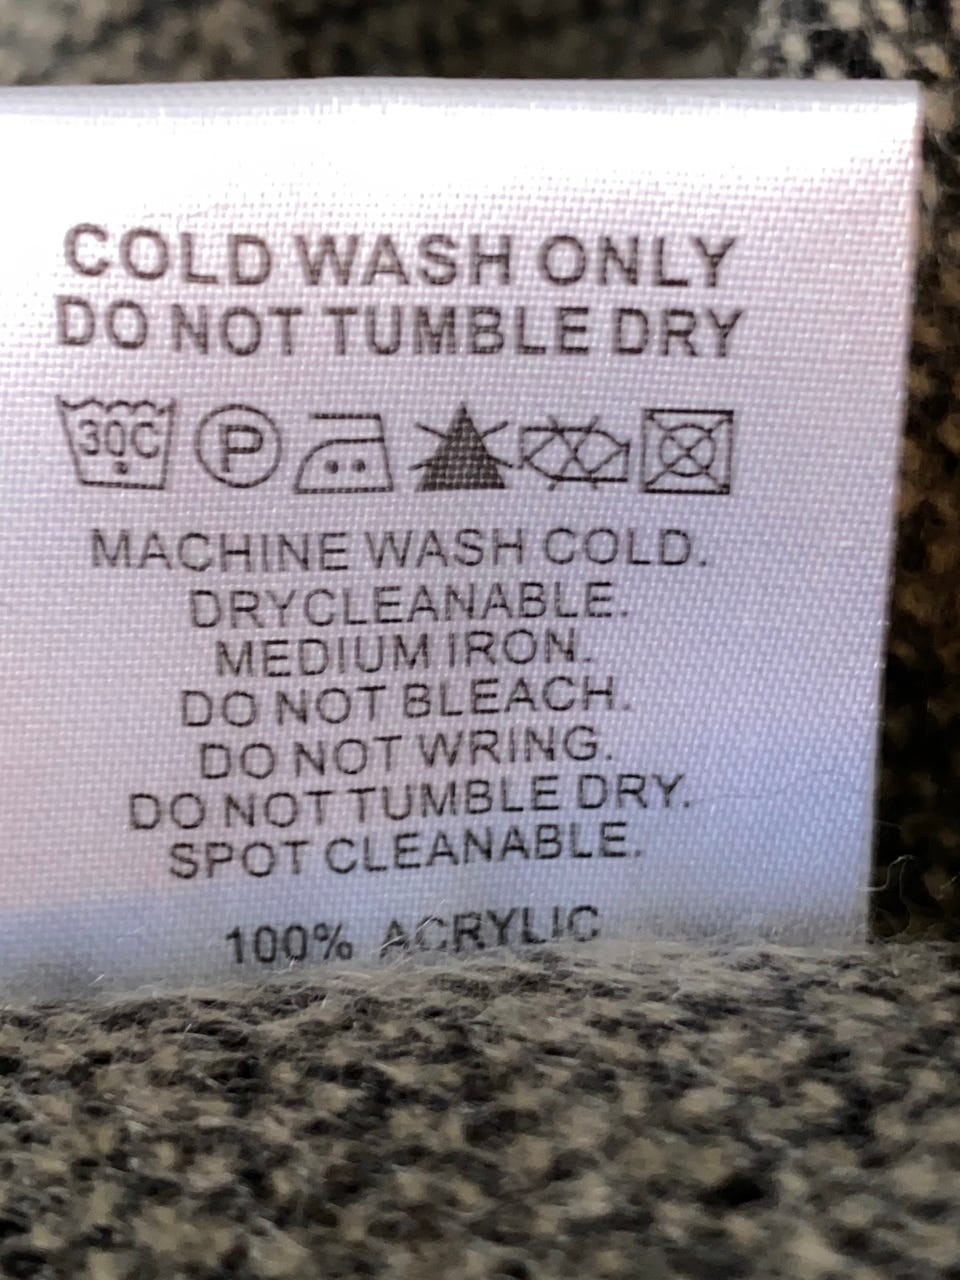 COLD WASH ONLY
DO NOT TUMBLE DRY
30C P
MACHINE WASH COLD.
DRYCLEANABLE.
MEDIUM IRON.
DO NOT BLEACH.
DO NOT WRING.
DO NOT TUMBLE DRY.
SPOT CLEANABLE.
100% ACRYLIC